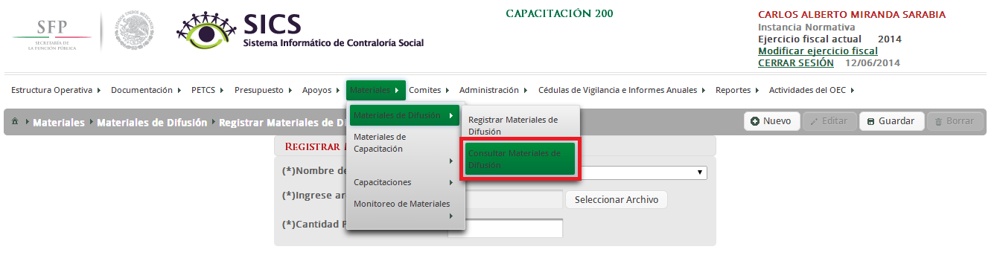 SFP
SECRETARÍA DE
LA FUNCIÓN PÚBLICA
ESTADOS UNIDOS MEXICANOS
SICS
Sistema Informático de Contraloría Social
CAPACITACIÓN 200
CARLOS ALBERTO MIRANDA SARABIA
Instancia Normativa
Ejercicio fiscal actual 2014
Modificar ejercicio fiscal
CERRAR SESIÓN 12/06/2014
Estructura Operativa Documentación PETCS Presupuesto Apoyos Materiales Comites Administración Cédulas de Vigilancia e Informes Anuales Reportes Actividades del OEC
Materiales Materiales de Difusión Registrar Materiales de D
Nuevo Editar Guardar Borrar
Materiales de Difusión
Materiales de
Capacitación
Capacitaciones
Monitoreo de Materiales
Registrar Materiales de
Difusión
Consultar Materiales de
Difusión
REGISTRAR
(*)Nombre de
(*)Ingrese ar
Seleccionar Archivo
(*)Cantidad